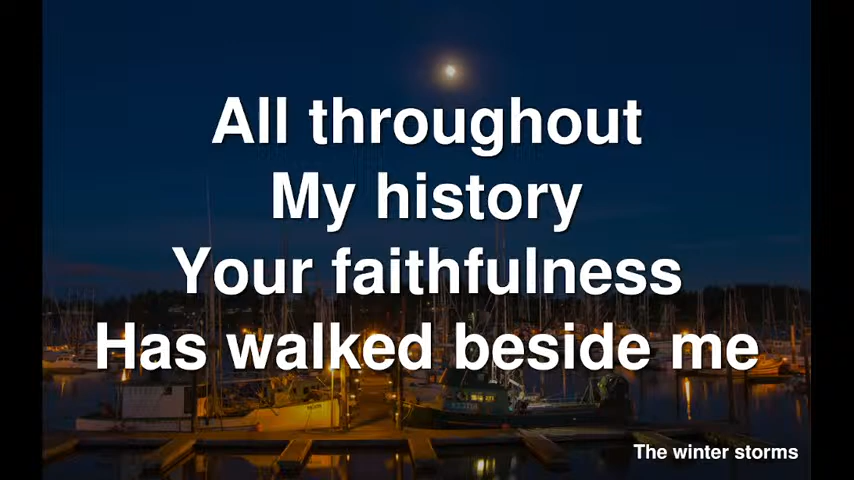 All throughout
My history
Your faithfulness
Has walked beside me
The winter storms